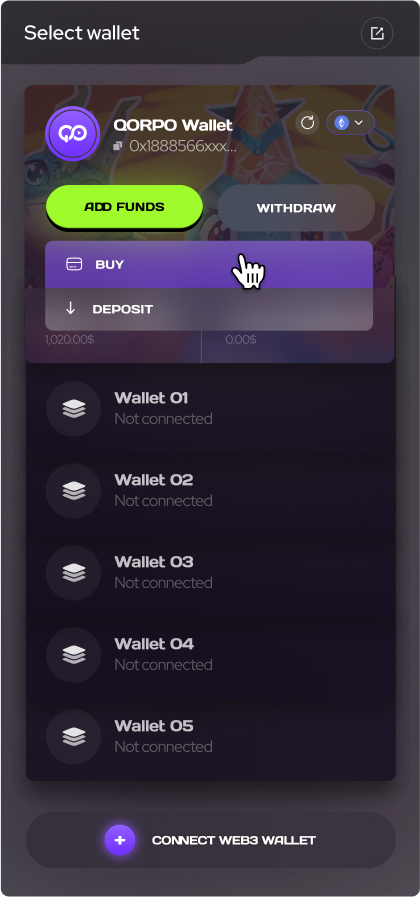 Select wallet
QORPO Wallet
0x1888566xxx...
ADD FUNDS
WITHDRAW
BUY
DEPOSIT
1,020.00$
0.00$
Wallet 01
Not connected
Wallet 02
Not connected
Wallet 03
Not connected
Wallet 04
Not connected
Wallet 05
Not connected
CONNECT WEB3 WALLET